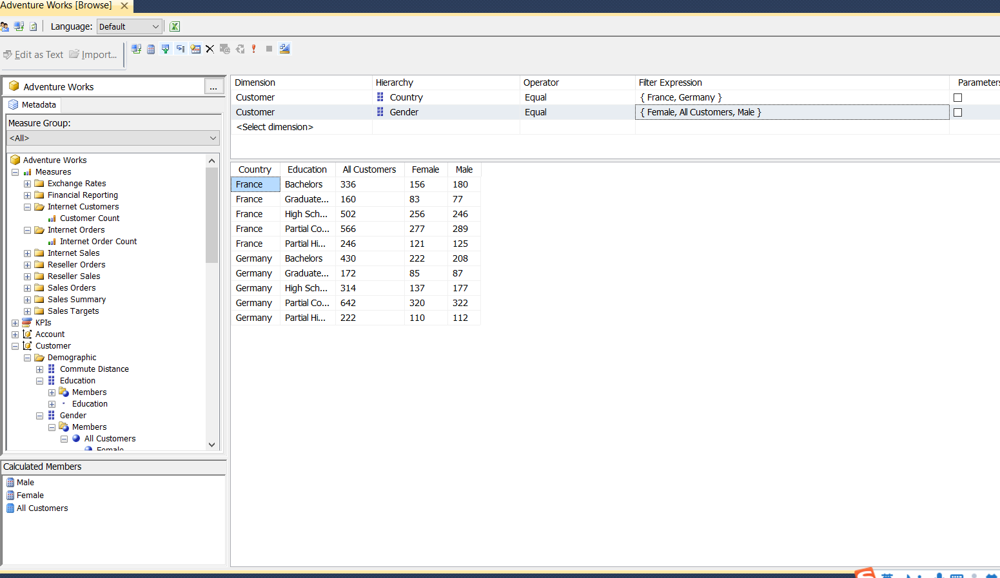 Adventure Works [Browse]
Language: Default
Edit as Text Import...
Adventure Works ...
Metadata
Measure Group:
<All>
Adventure Works
Measures
Exchange Rates
Financial Reporting
Internet Customers
Customer Count
Internet Orders
Internet Order Count
Internet Sales
Reseller Orders
Reseller Sales
Sales Orders
Sales Summary
Sales Targets
KPIs
Account
Customer
Demographic
Commute Distance
Education
Members
Education
Gender
Members
All Customers
Female
Calculated Members
Male
Female
All Customers
Dimension Hierarchy Operator Filter Expression Parameters
Customer Country Equal { France, Germany }
Customer Gender Equal { Female, All Customers, Male }
<Select dimension>
Country Education All Customers Female Male
France Bachelors 336 156 180
France Graduate... 160 83 77
France High Sch... 502 256 246
France Partial Co... 566 277 289
France Partial Hi... 246 121 125
Germany Bachelors 430 222 208
Germany Graduate... 172 85 87
Germany High Sch... 314 137 177
Germany Partial Co... 642 320 322
Germany Partial Hi... 222 110 112